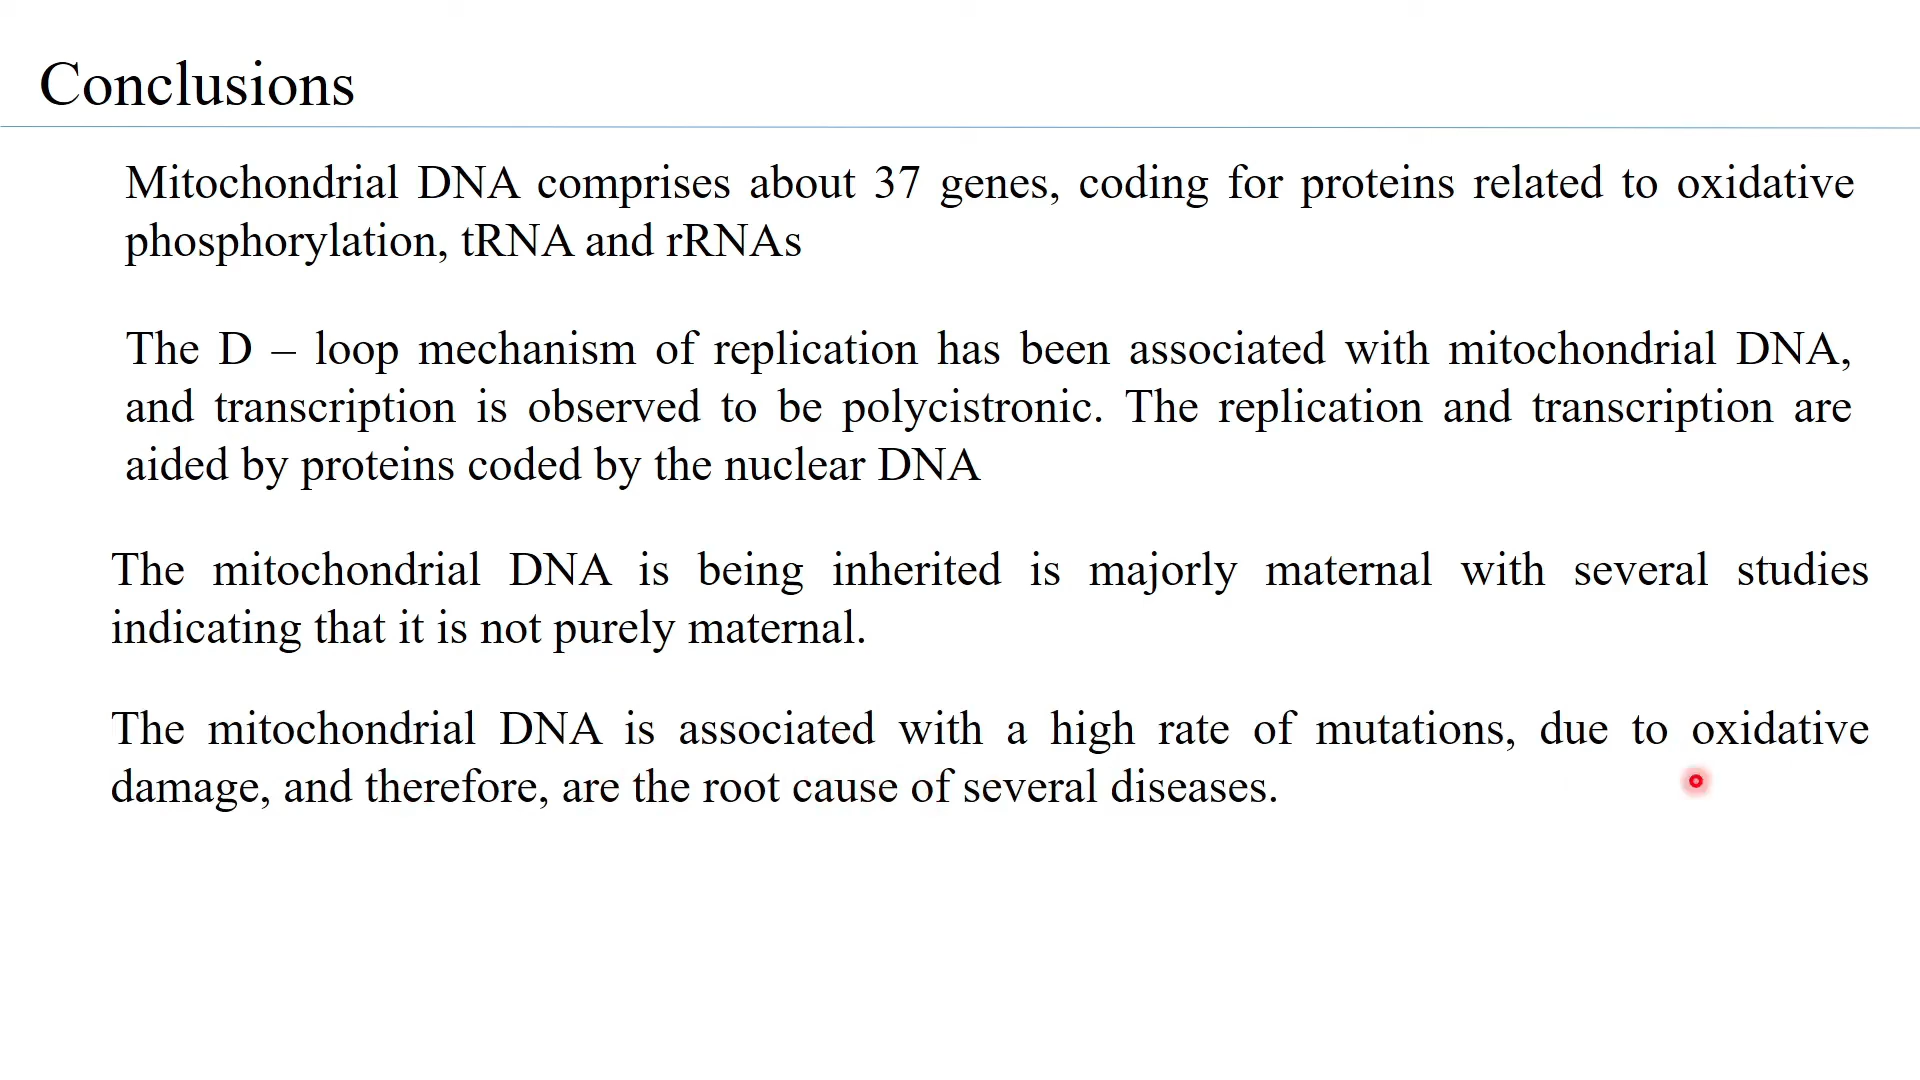 Conclusions
Mitochondrial DNA comprises about 37 genes, coding for proteins related to oxidative
phosphorylation, tRNA and rRNAs
The D – loop mechanism of replication has been associated with mitochondrial DNA,
and transcription is observed to be polycistronic. The replication and transcription are
aided by proteins coded by the nuclear DNA
The mitochondrial DNA is being inherited is majorly maternal with several studies
indicating that it is not purely maternal.
The mitochondrial DNA is associated with a high rate of mutations, due to oxidative
damage, and therefore, are the root cause of several diseases.